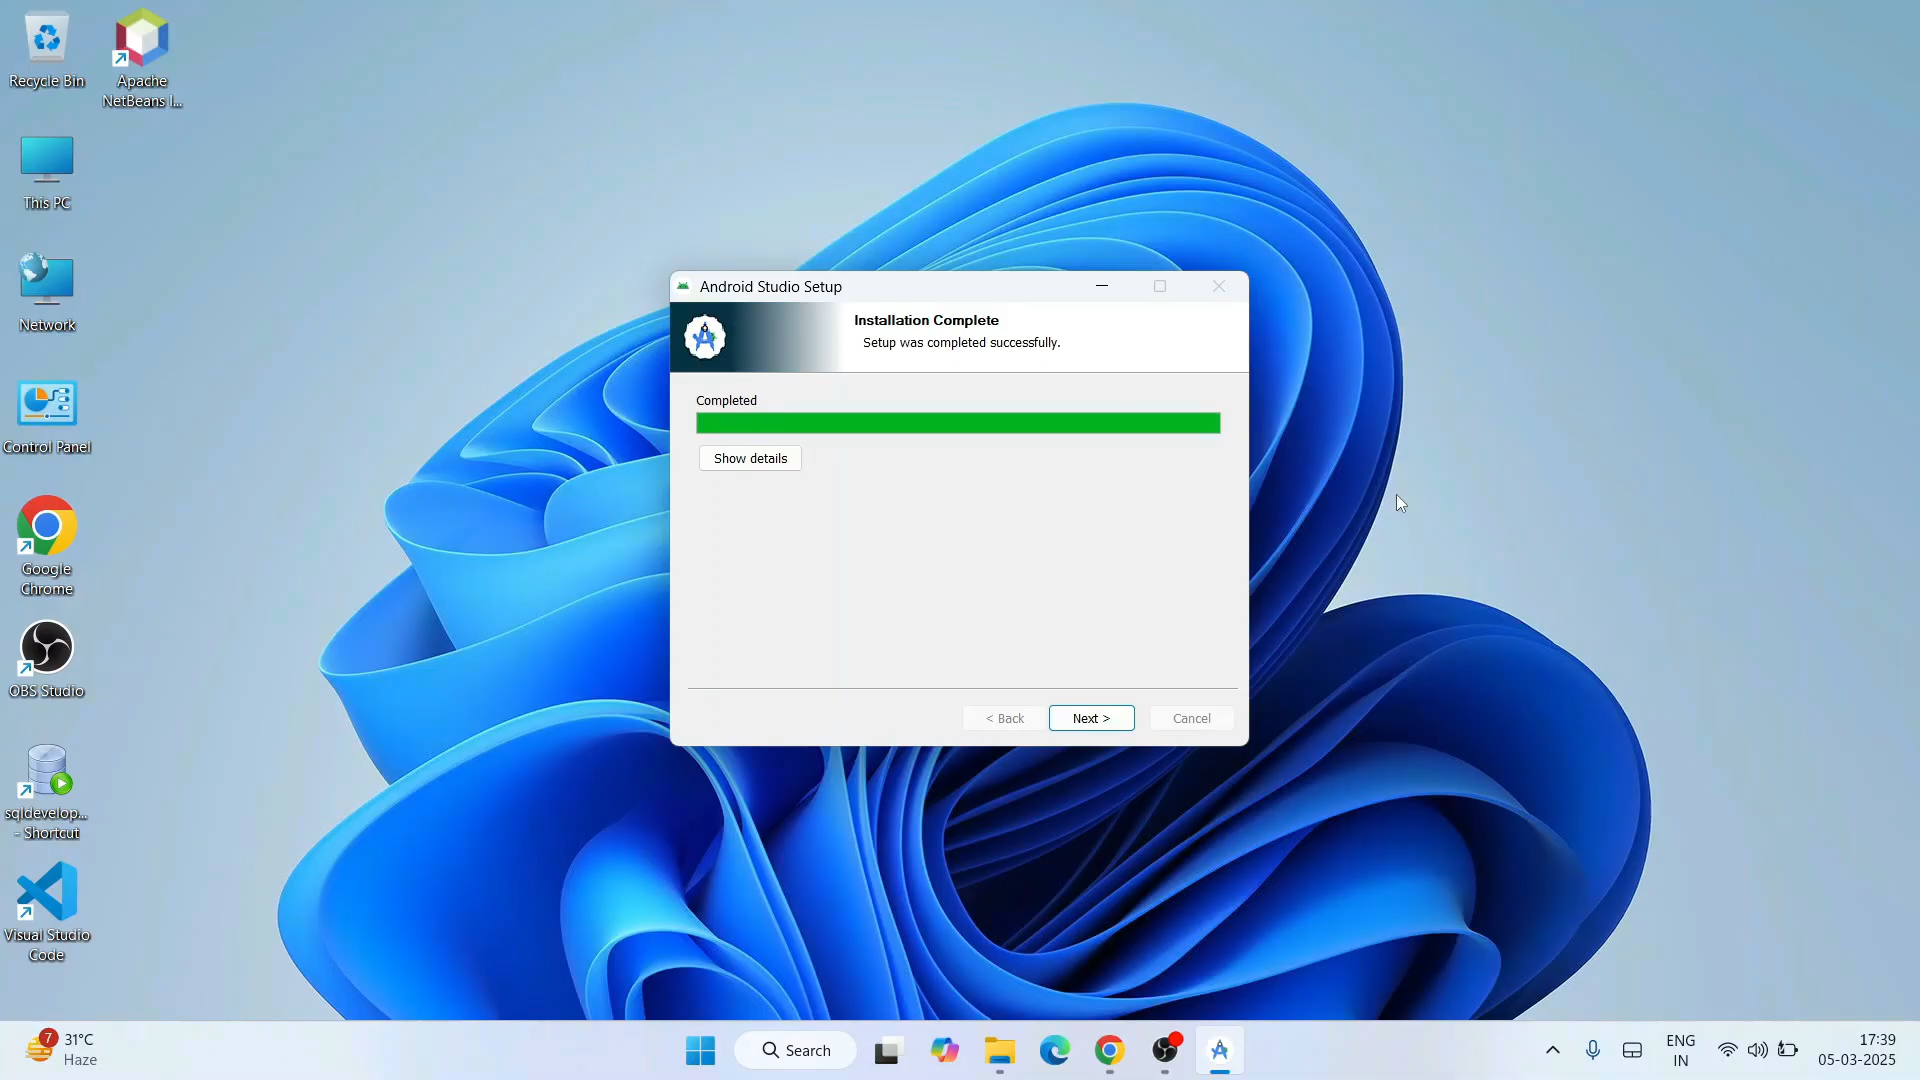 Recycle Bin
Apache
NetBeans I...
This PC
Network
Control Panel
Google
Chrome
OBS Studio
sqldevelop...
- Shortcut
Visual Studio
Code
Android Studio Setup
Installation Complete
Setup was completed successfully.
Completed
Show details
< Back
Next >
Cancel
7
31°C
Haze
Search
ENG
IN
17:39
05-03-2025